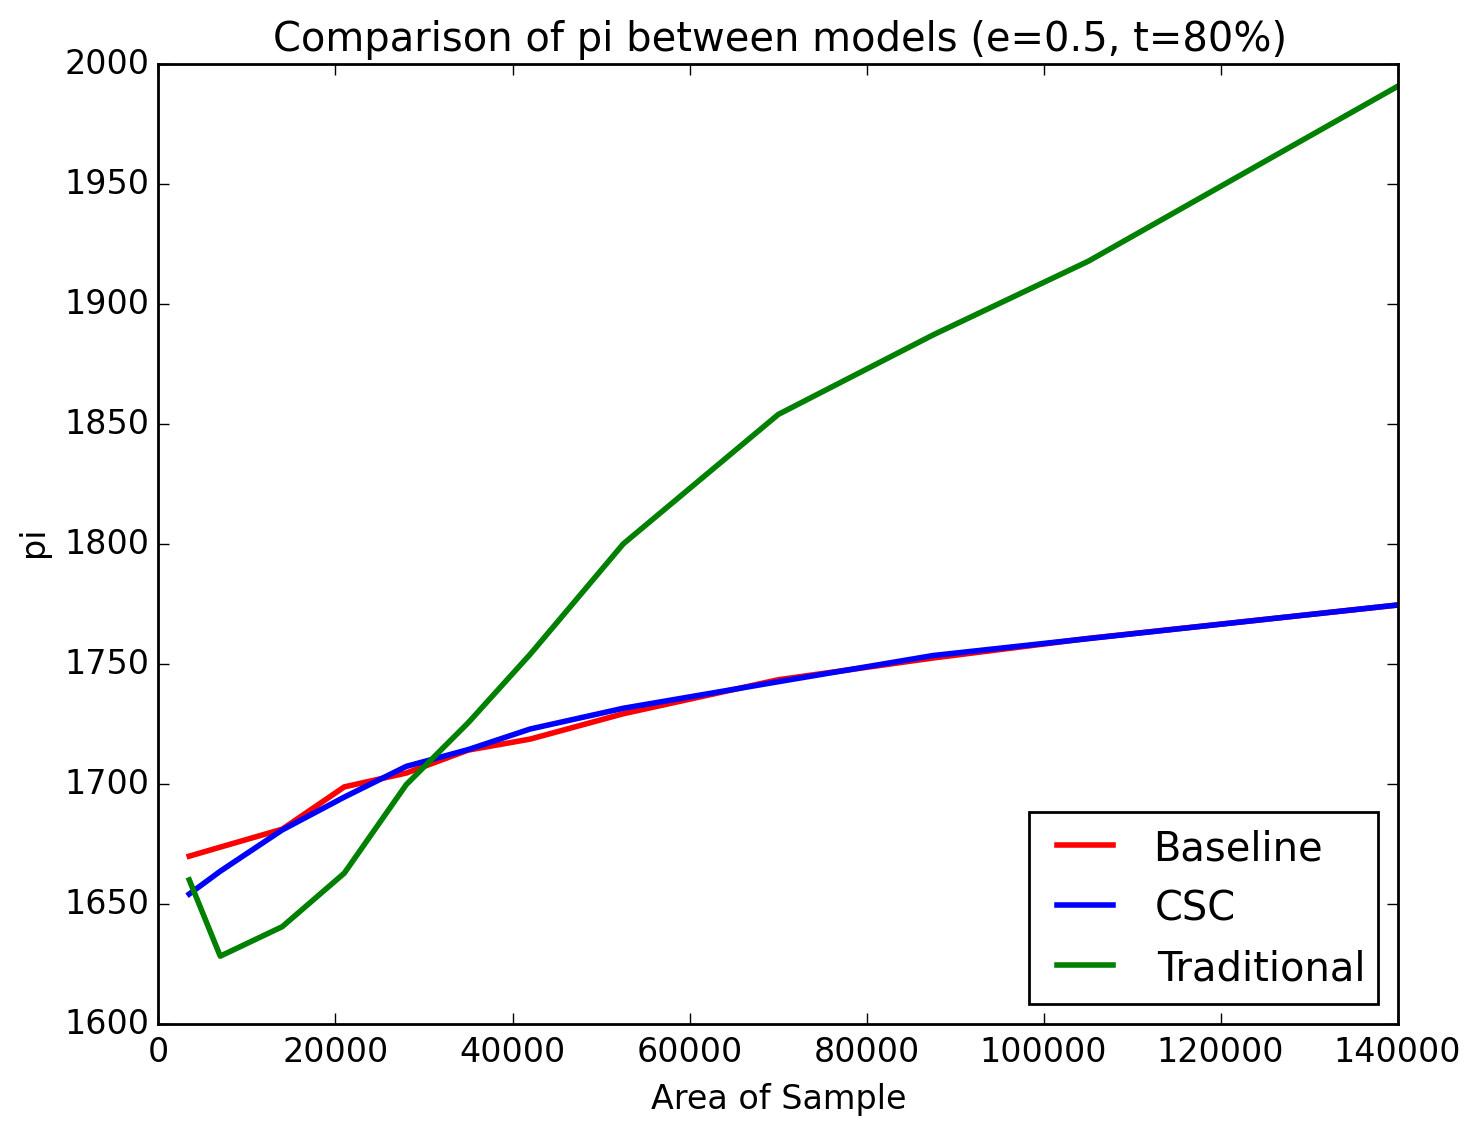 Comparison of pi between models (e=0.5, t=80%)
2000
1950
1900
1850
1800
1750
1700
1650
1600
pi
0 20000 40000 60000 80000 100000 120000 140000
Area of Sample
Baseline
CSC
Traditional